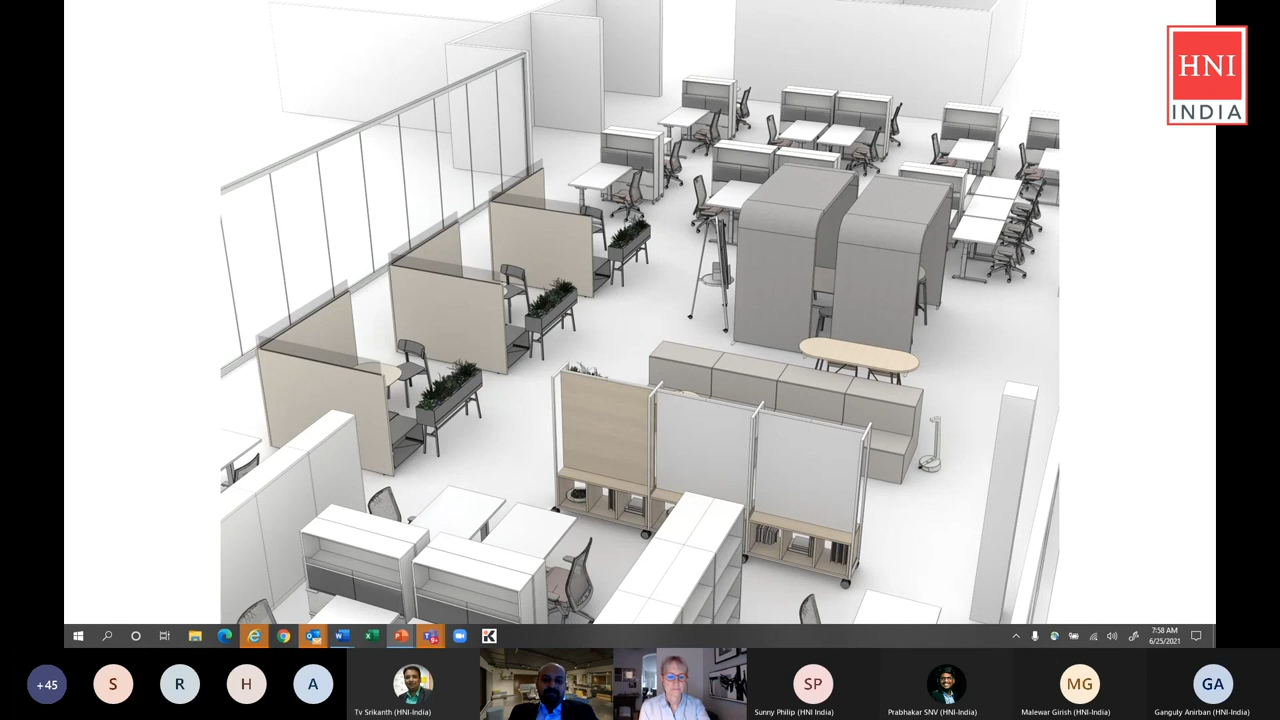 HNI
INDIA
7:58 AM
6/25/2021
+45
S
R
H
A
SP
MG
GA
Tv Srikanth (HNI-India)
Sunny Philip (HNI India)
Prabhakar SNV (HNI-India)
Malewar Girish (HNI-India)
Ganguly Anirban (HNI-India)